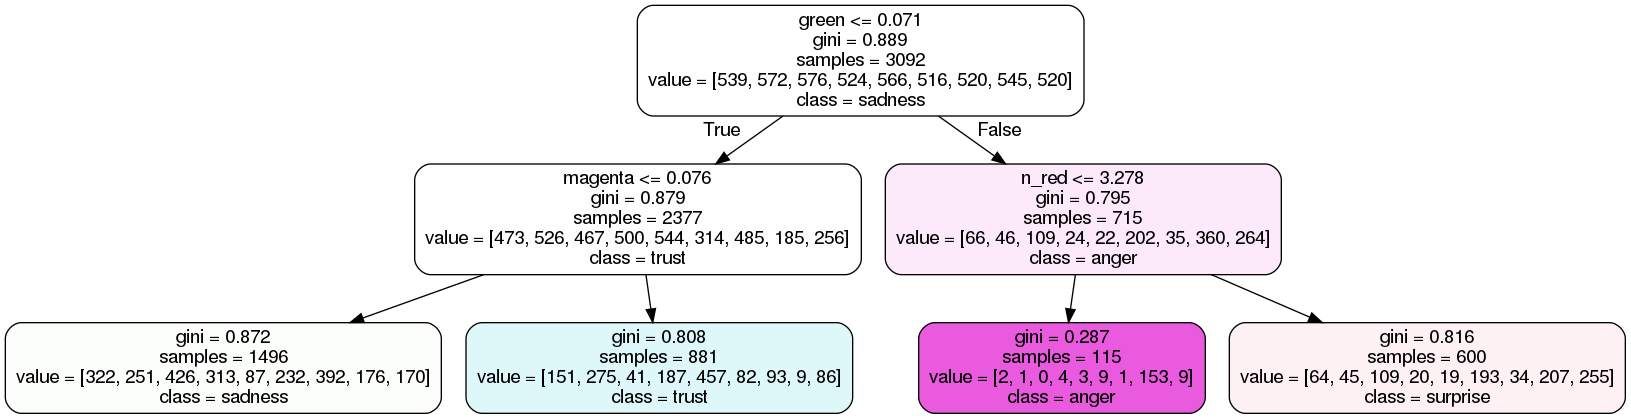 green <= 0.071
gini = 0.889
samples = 3092
value = [539, 572, 576, 524, 566, 516, 520, 545, 520]
class = sadness
True
False
magenta <= 0.076
gini = 0.879
samples = 2377
value = [473, 526, 467, 500, 544, 314, 485, 185, 256]
class = trust
n_red <= 3.278
gini = 0.795
samples = 715
value = [66, 46, 109, 24, 22, 202, 35, 360, 264]
class = anger
gini = 0.872
samples = 1496
value = [322, 251, 426, 313, 87, 232, 392, 176, 170]
class = sadness
gini = 0.808
samples = 881
value = [151, 275, 41, 187, 457, 82, 93, 9, 86]
class = trust
gini = 0.287
samples = 115
value = [2, 1, 0, 4, 3, 9, 1, 153, 9]
class = anger
gini = 0.816
samples = 600
value = [64, 45, 109, 20, 19, 193, 34, 207, 255]
class = surprise